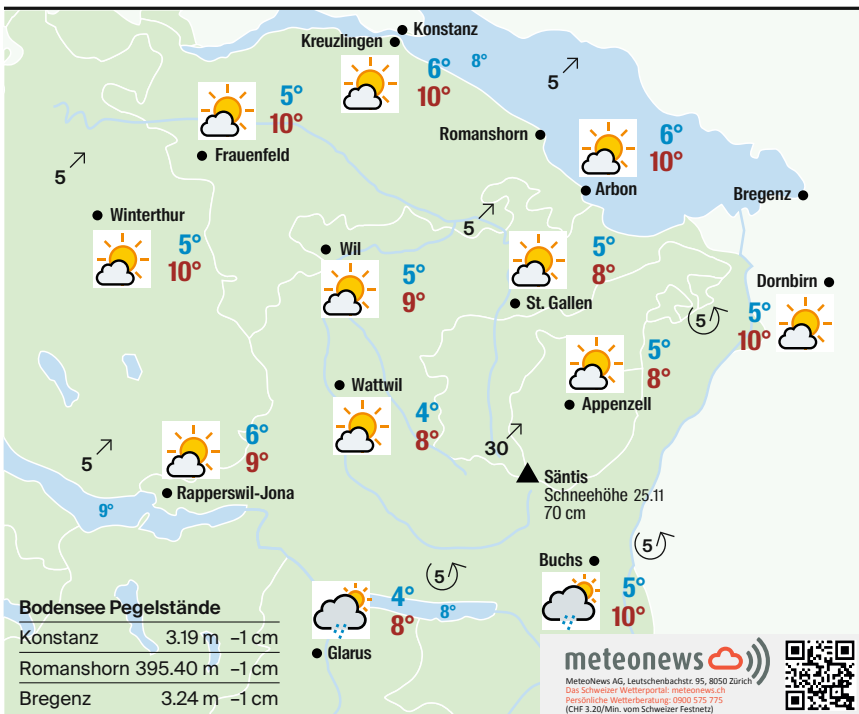 Konstanz
Kreuzlingen
6° 8°
10°
5
5°
10°
Frauenfeld
Romanshorn
6°
10°
Arbon
Bregenz
5
Winterthur
5°
10°
5
Wil
5°
9°
5°
8°
St. Gallen
Dornbirn
5°
10°
5
5°
8°
Appenzell
Wattwil
4°
8°
6°
9°
Rapperswil-Jona
5
9°
30
Säntis
Schneehöhe 25.11
70 cm
5
Buchs
5°
10°
5
4°
8°
8°
Glarus
Bodensee Pegelstände
Konstanz 3.19 m –1 cm
Romanshorn 395.40 m –1 cm
Bregenz 3.24 m –1 cm
meteonews
MeteoNews AG, Leutschenbachstr. 95, 8050 Zürich
Das Schweizer Wetterportal: meteonews.ch
Persönliche Wetterberatung: 0900 575 775
(CHF 3.20/Min. vom Schweizer Festnetz)